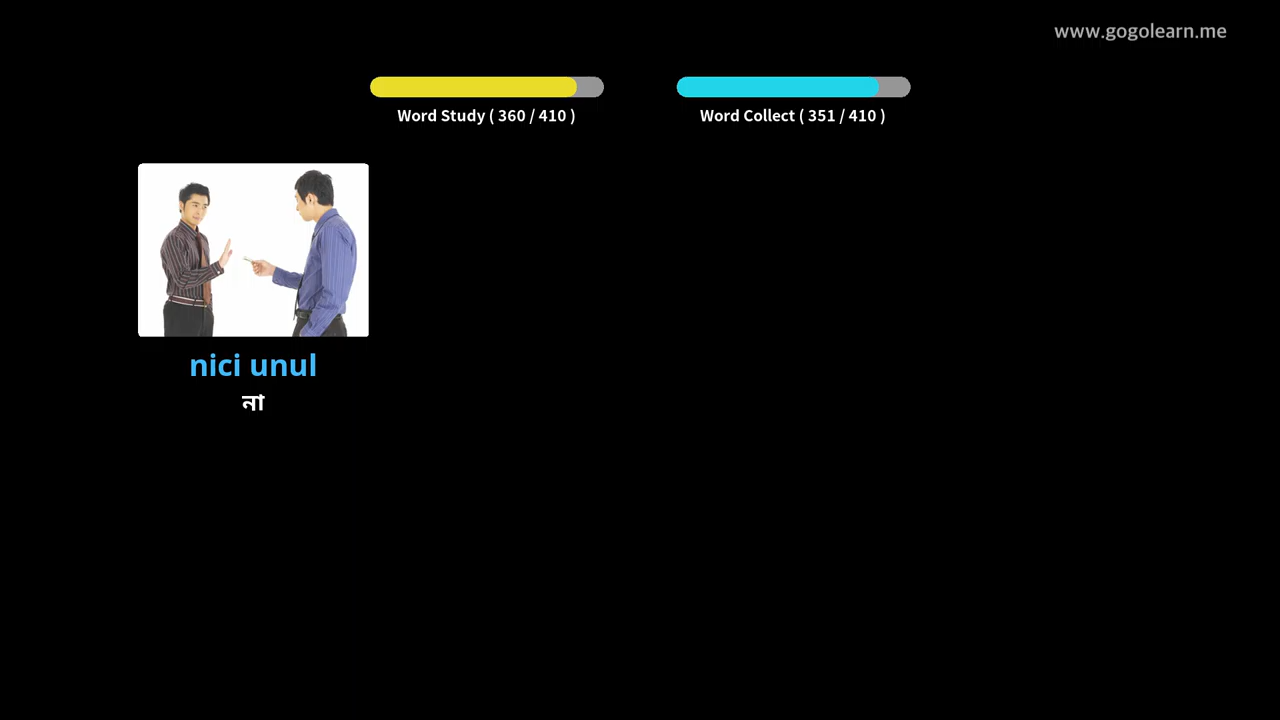 www.gogolearn.me
Word Study ( 360 / 410 )
Word Collect ( 351 / 410 )
nici unul
না